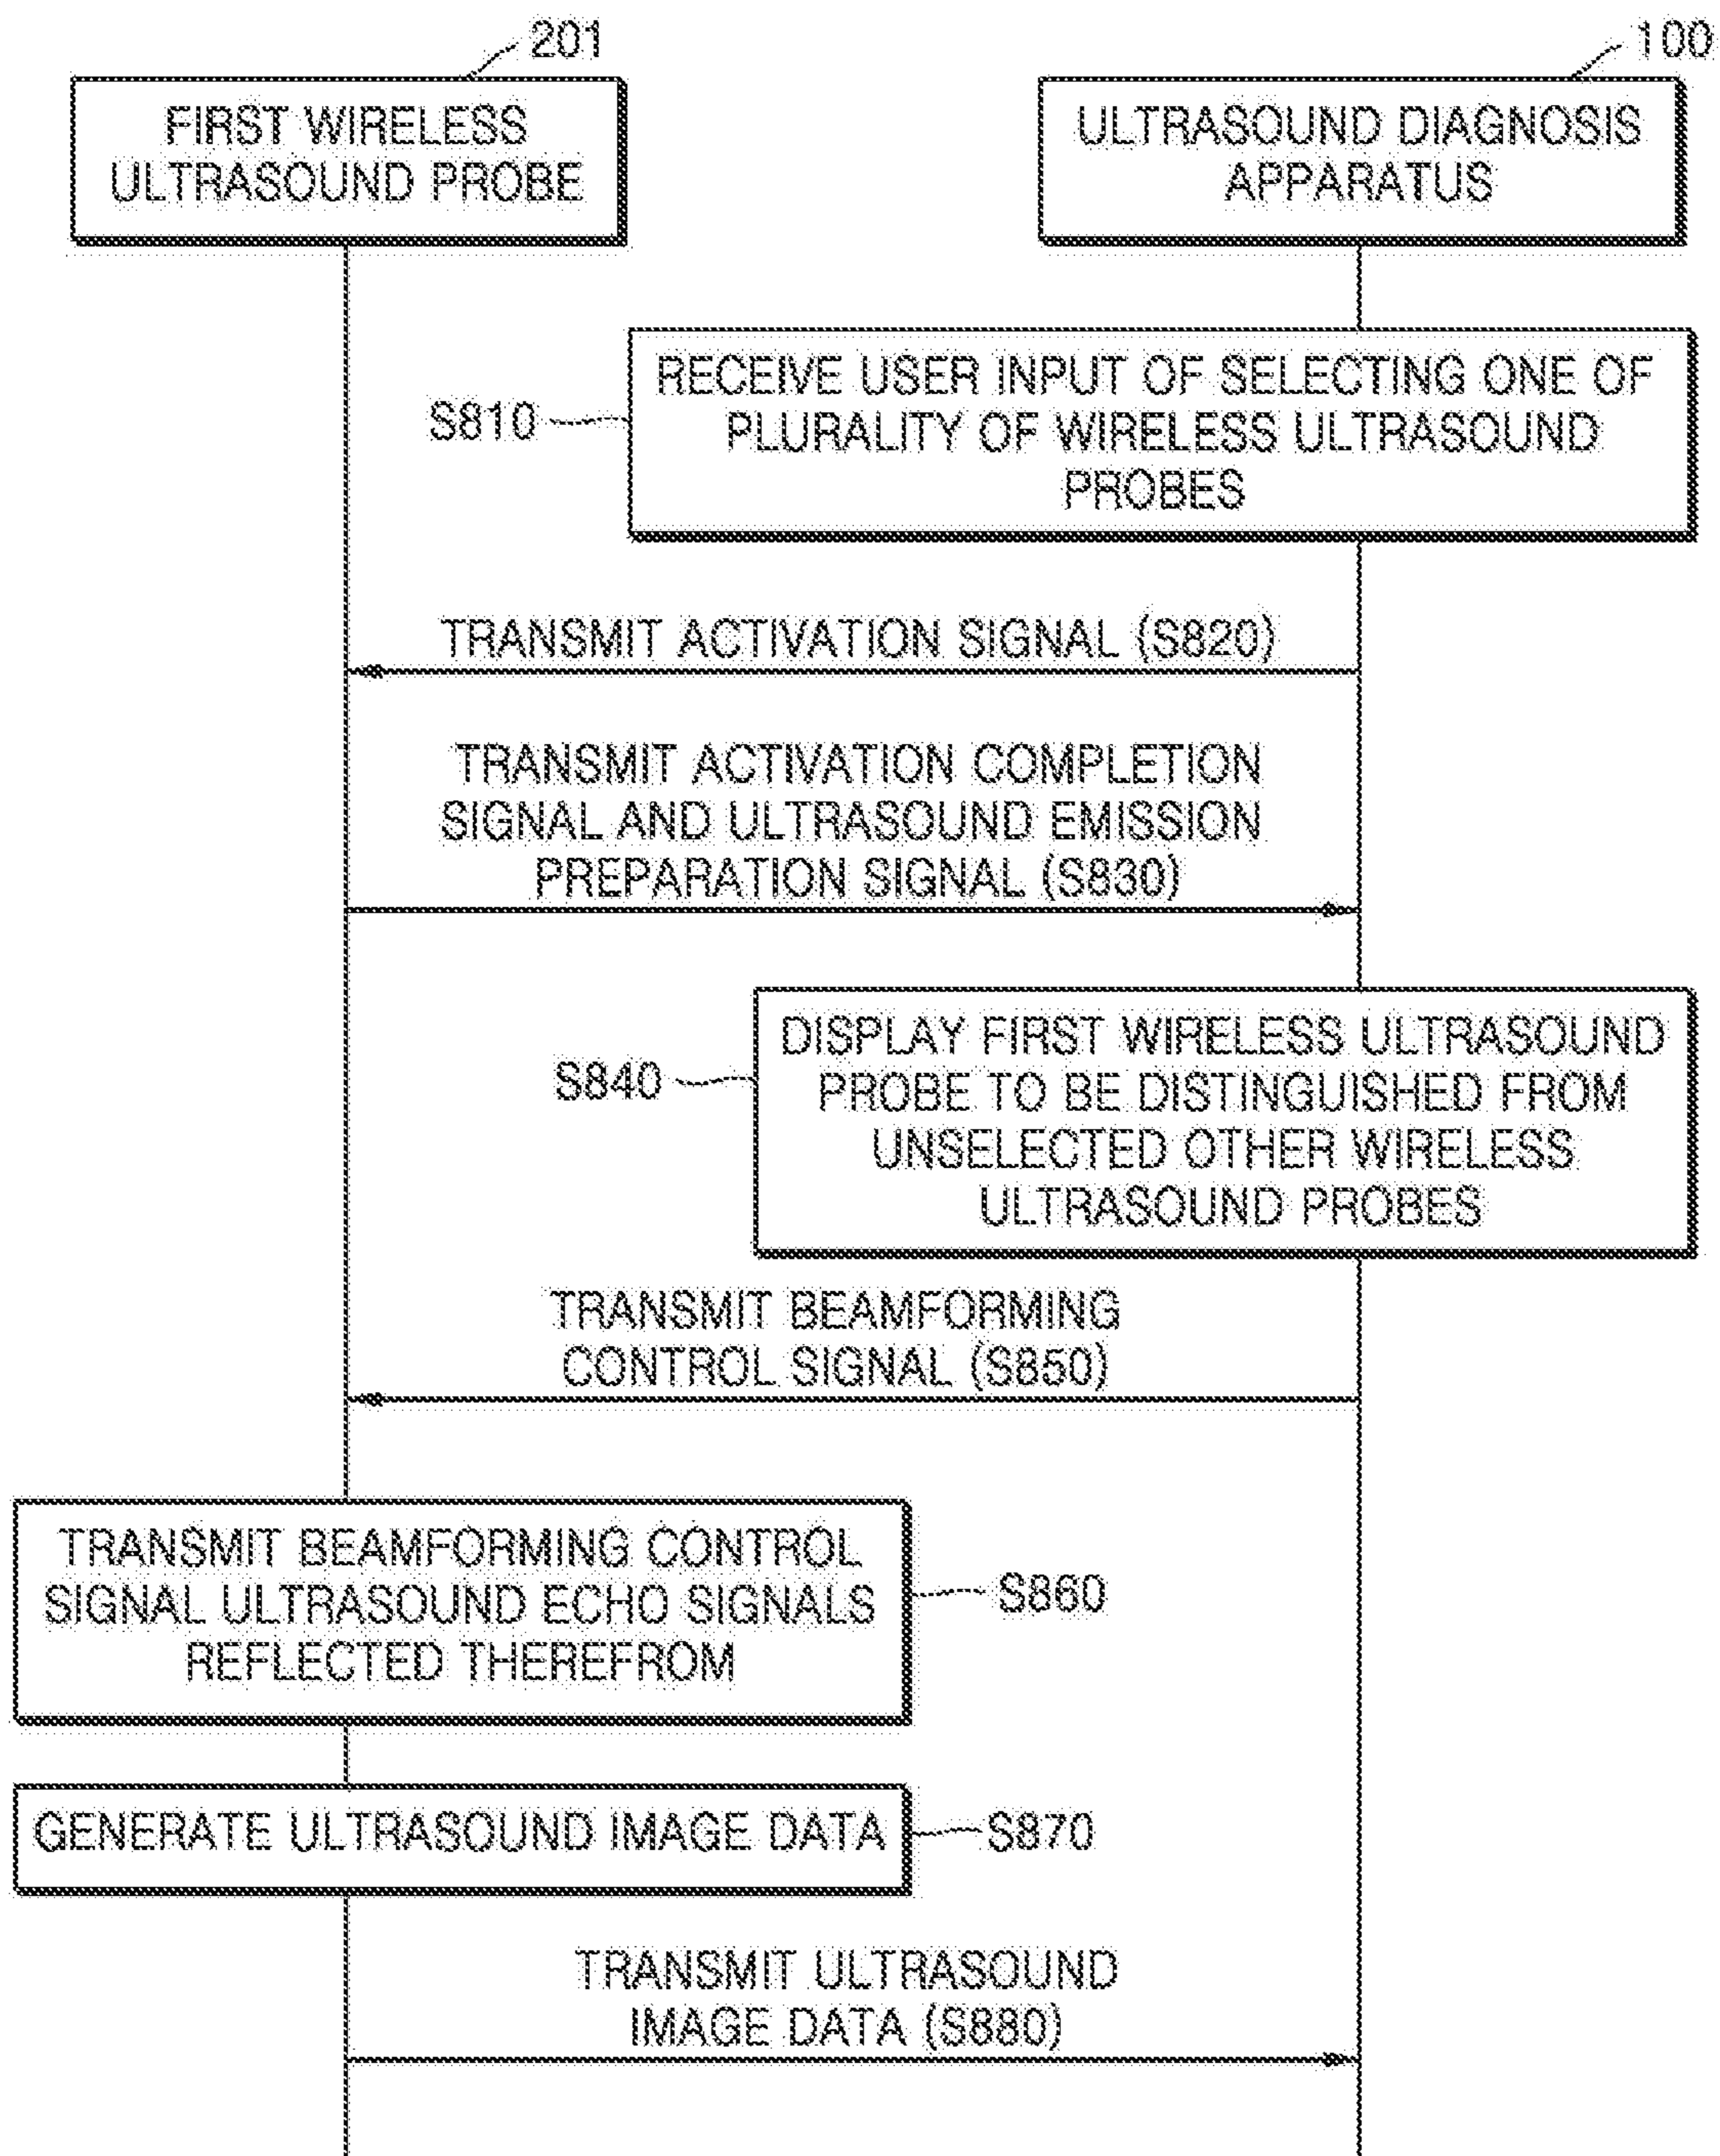 201
100
FIRST WIRELESS
ULTRASOUND PROBE
ULTRASOUND DIAGNOSIS
APPARATUS
S810
RECEIVE USER INPUT OF SELECTING ONE OF
PLURALITY OF WIRELESS ULTRASOUND
PROBES
TRANSMIT ACTIVATION SIGNAL (S820)
TRANSMIT ACTIVATION COMPLETION
SIGNAL AND ULTRASOUND EMISSION
PREPARATION SIGNAL (S830)
S840
DISPLAY FIRST WIRELESS ULTRASOUND
PROBE TO BE DISTINGUISHED FROM
UNSELECTED OTHER WIRELESS
ULTRASOUND PROBES
TRANSMIT BEAMFORMING
CONTROL SIGNAL (S850)
TRANSMIT BEAMFORMING CONTROL
SIGNAL ULTRASOUND ECHO SIGNALS
REFLECTED THEREFROM
S860
GENERATE ULTRASOUND IMAGE DATA
S870
TRANSMIT ULTRASOUND
IMAGE DATA (S880)